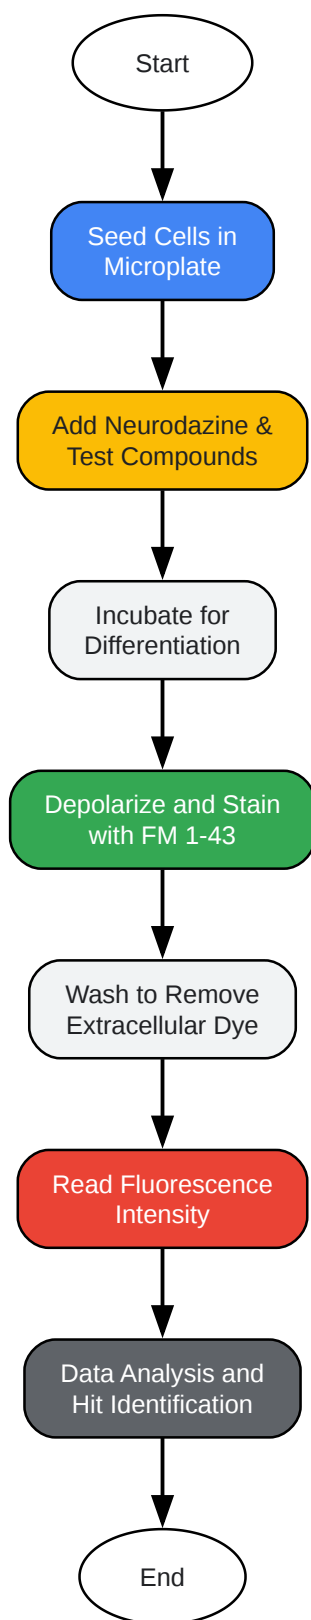 Start
Seed Cells in
Microplate
Add Neurodazine &
Test Compounds
Incubate for
Differentiation
Depolarize and Stain
with FM 1-43
Wash to Remove
Extracellular Dye
Read Fluorescence
Intensity
Data Analysis and
Hit Identification
End